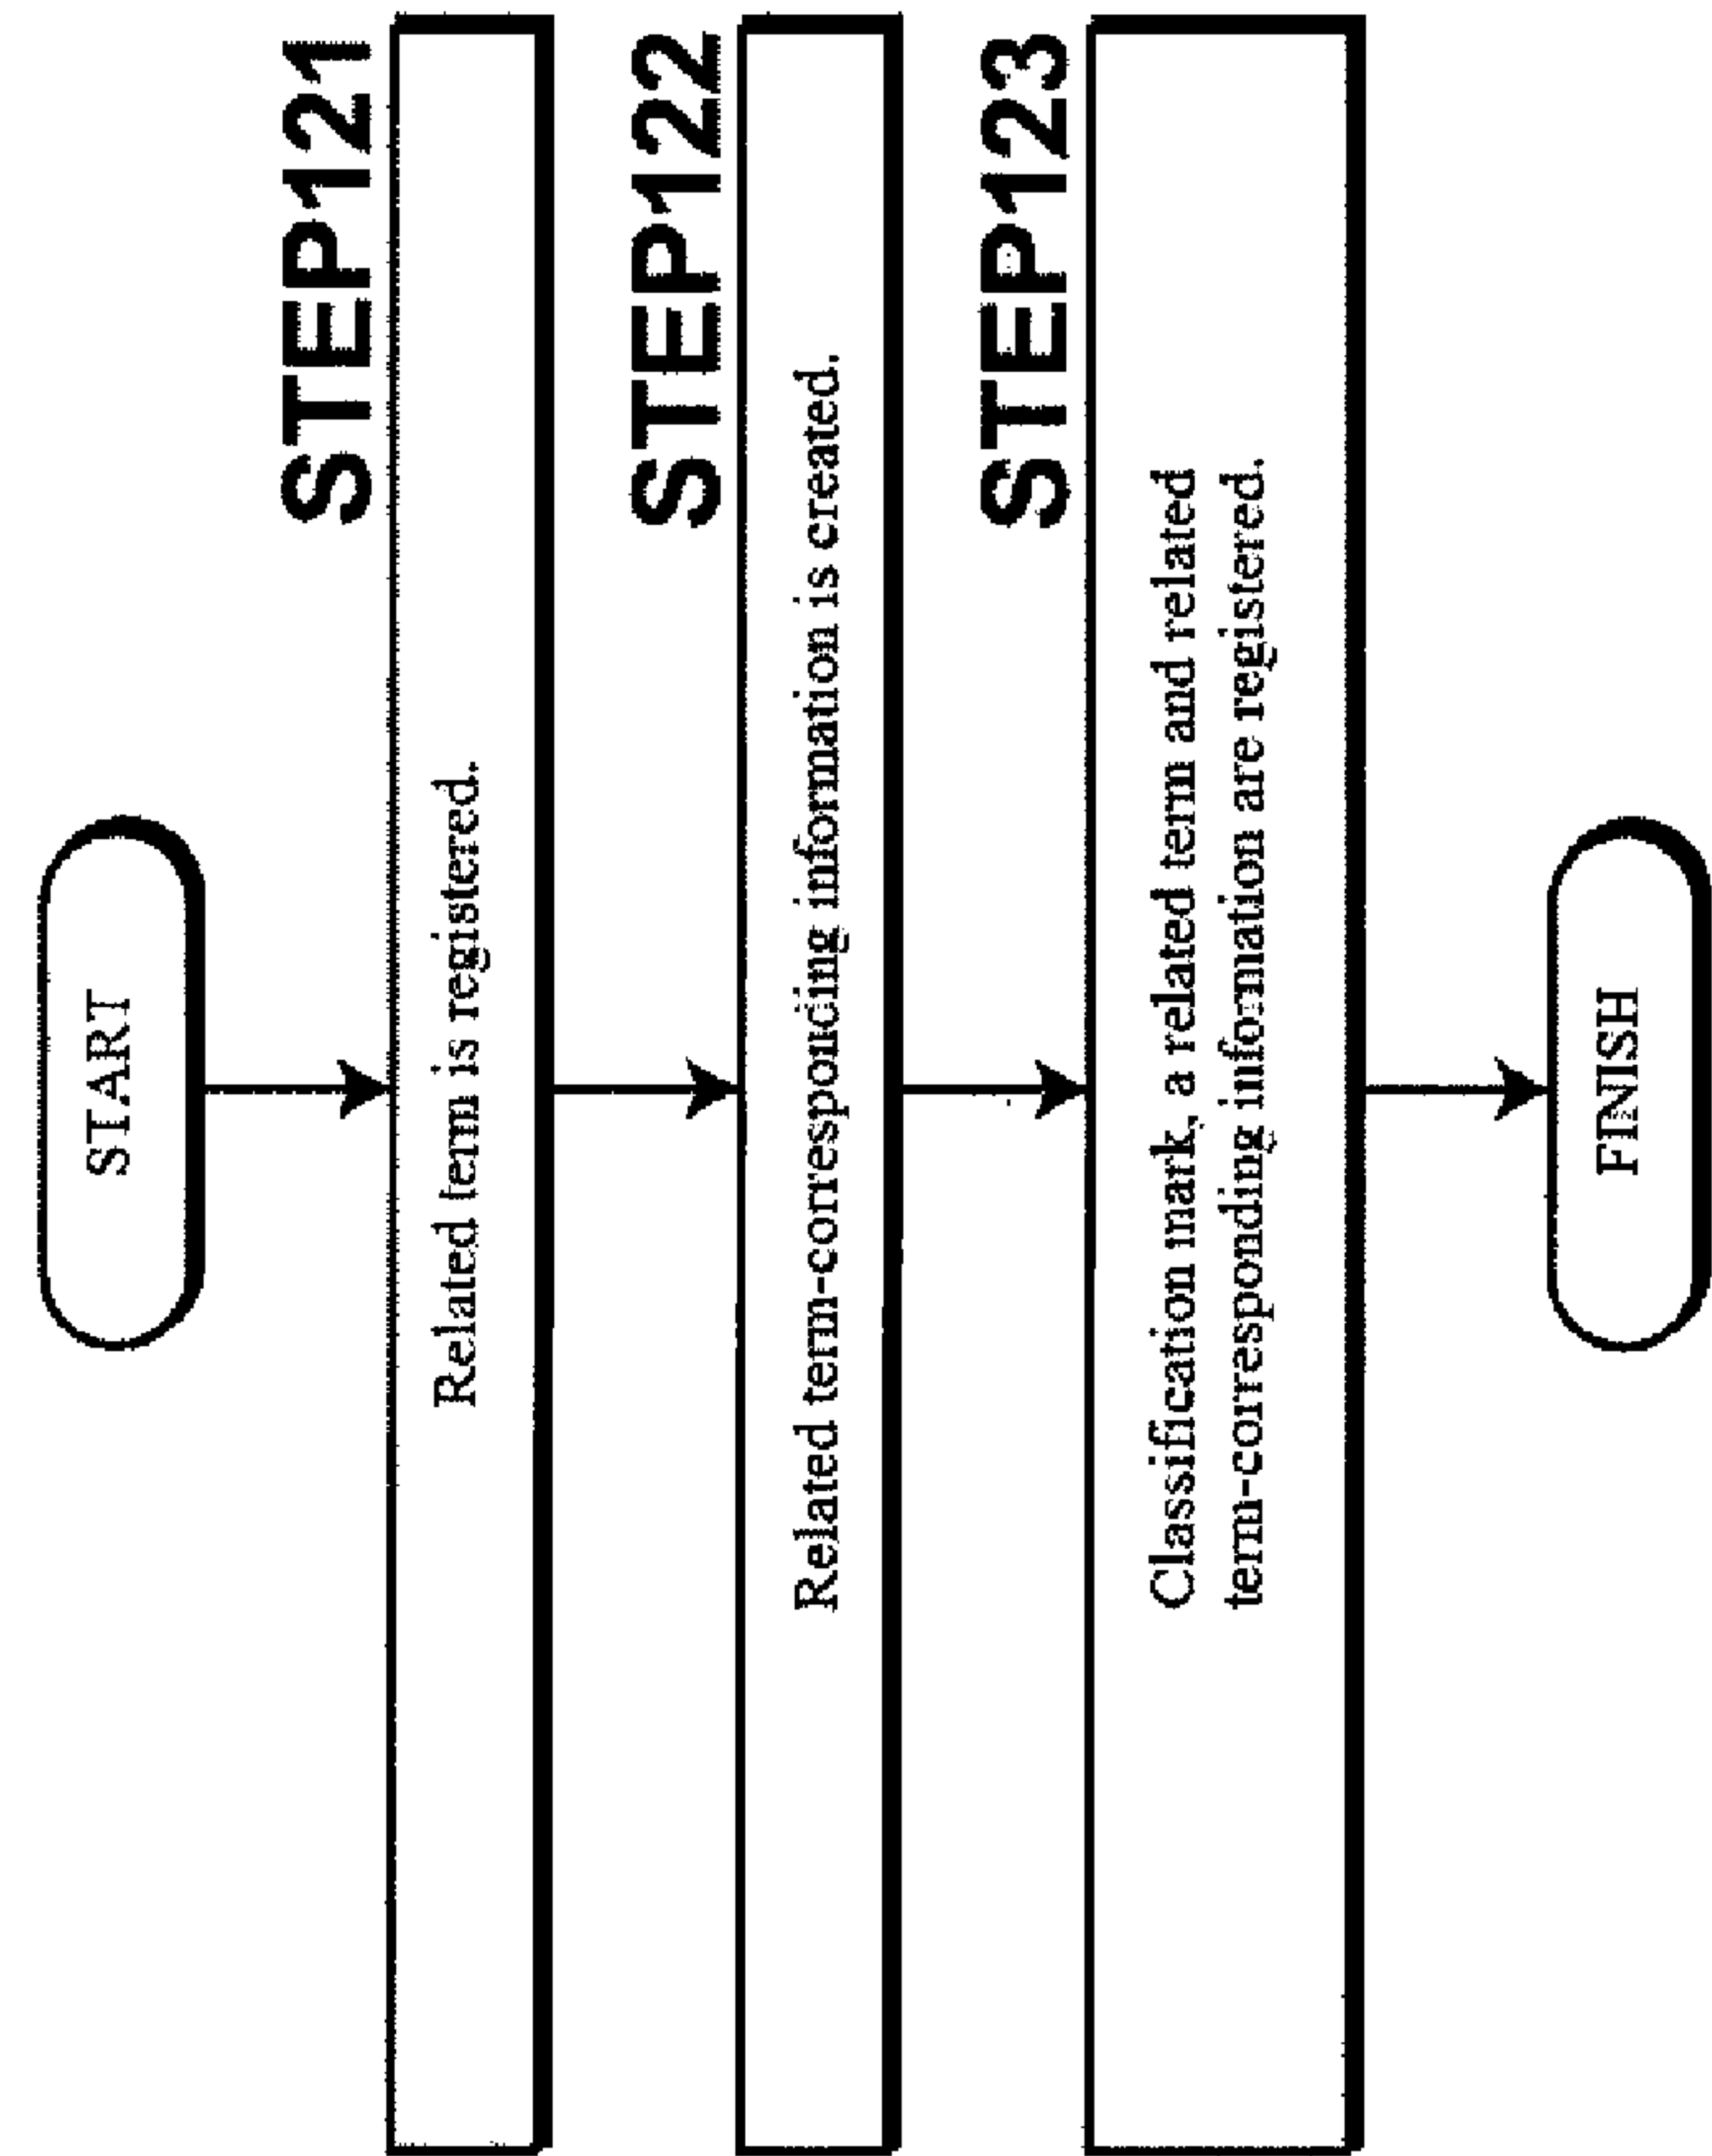 START
STEP121
Related term is registered.
STEP122
Related term-corresponding information is created.
STEP123
Classification mark, a related term and related
term-corresponding information are registered.
FINISH